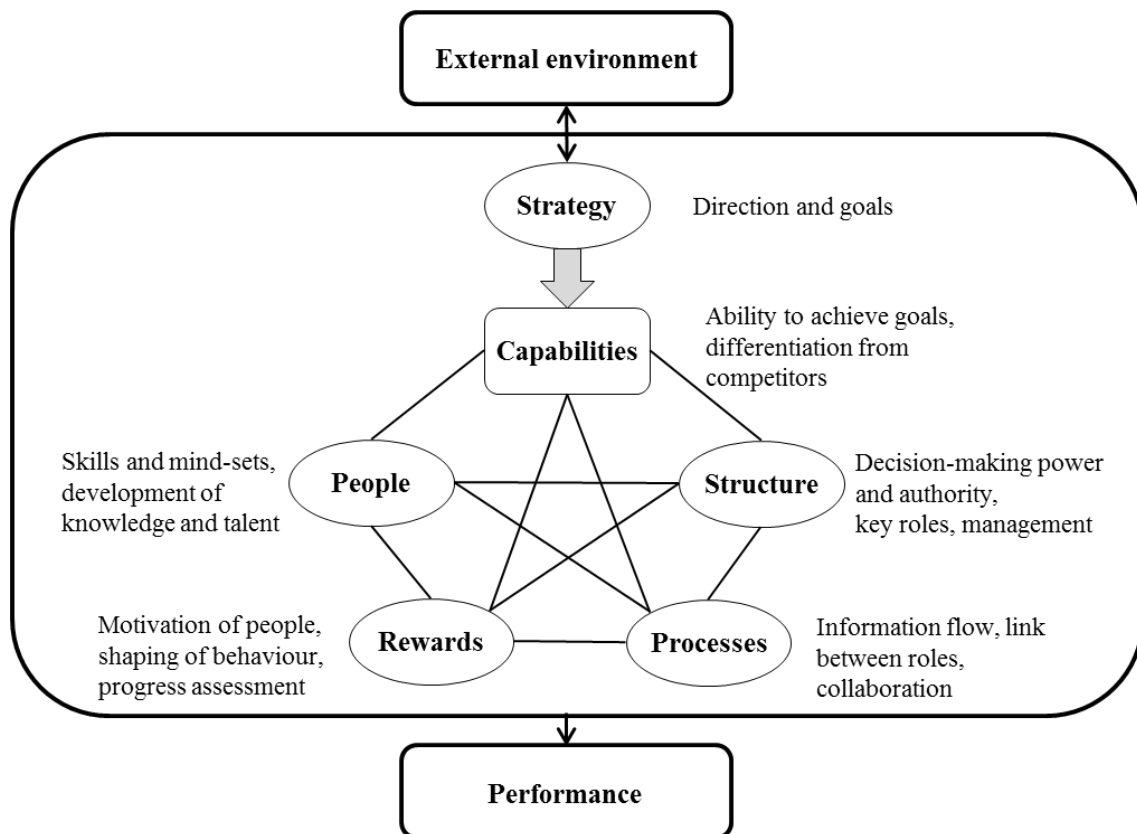 External environment
Strategy
Direction and goals
Capabilities
Ability to achieve goals,
differentiation from
competitors
Skills and mind-sets,
development of
knowledge and talent
People
Structure
Decision-making power
and authority,
key roles, management
Motivation of people,
shaping of behaviour,
progress assessment
Rewards
Processes
Information flow, link
between roles,
collaboration
Performance